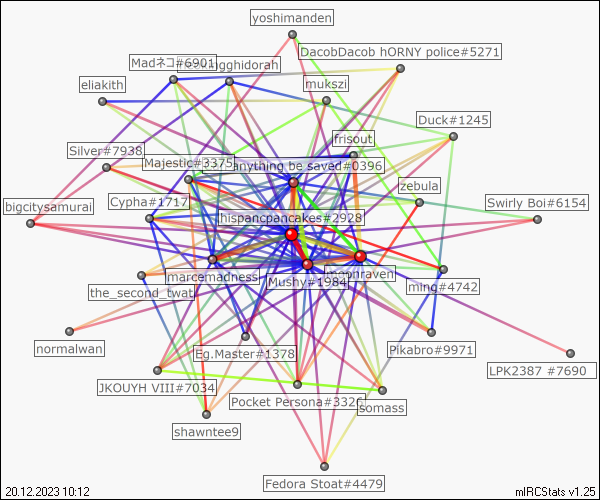 yoshimanden
DacobDacob hORNY police#5271
Madネコ#6901
gghidorah
eliakith
mukszi
Duck#1245
frisout
Silver#7938
Majestic#3375
anything be saved#0396
zebula
Cypha#1717
bigcitysamurai
hispancpancakes#2928
Swirly Boi#6154
marcemadness
moonraven
Mushy#1984
the_second_twat
ming#4742
normalwan
Eg.Master#1378
Pikabro#9971
LPK2387 #7690
JKOUYH VIII#7034
Pocket Persona#3326
somass
shawntee9
Fedora Stoat#4479
20.12.2023 10:12
mIRCStats v1.25